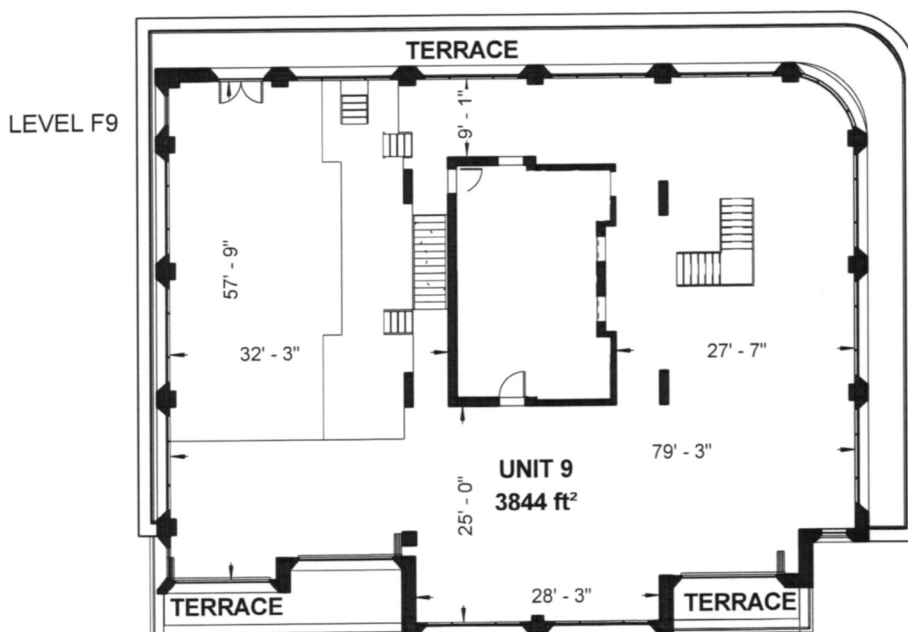 TERRACE
LEVEL F9
9' - 1"
57' - 9"
32' - 3"
27' - 7"
79' - 3"
UNIT 9
3844 ft²
25' - 0"
28' - 3"
TERRACE
TERRACE